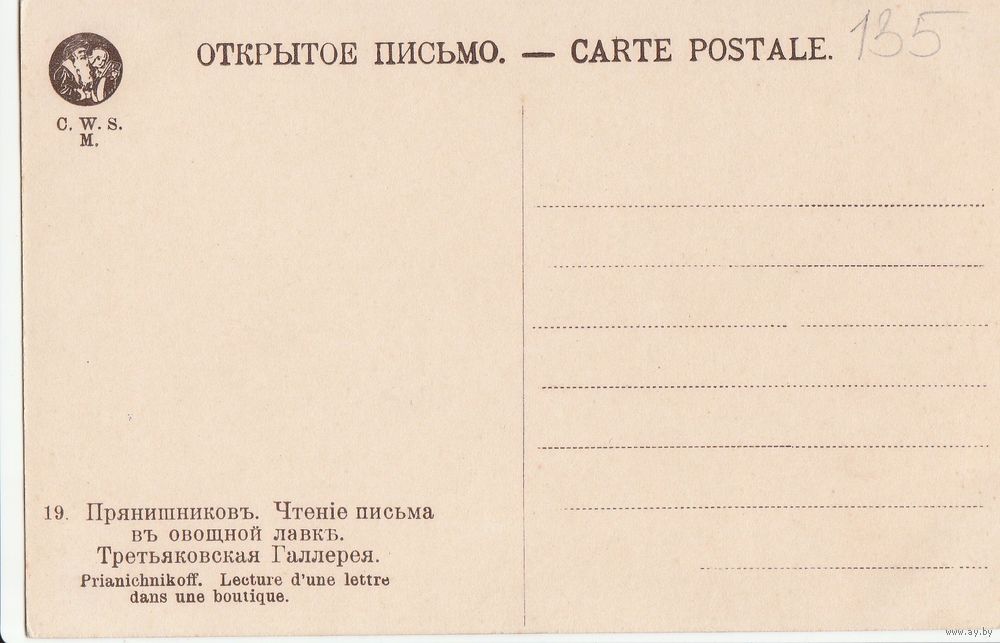 ОТКРЫТОЕ ПИСЬМО. — CARTE POSTALE.
135
C. W. S.
M.
19. Прянишниковъ. Чтеніе письма
въ овощной лавкѣ.
Третьяковская Галлерея.
Prianichnikoff. Lecture d'une lettre
dans une boutique.
www.ay.by